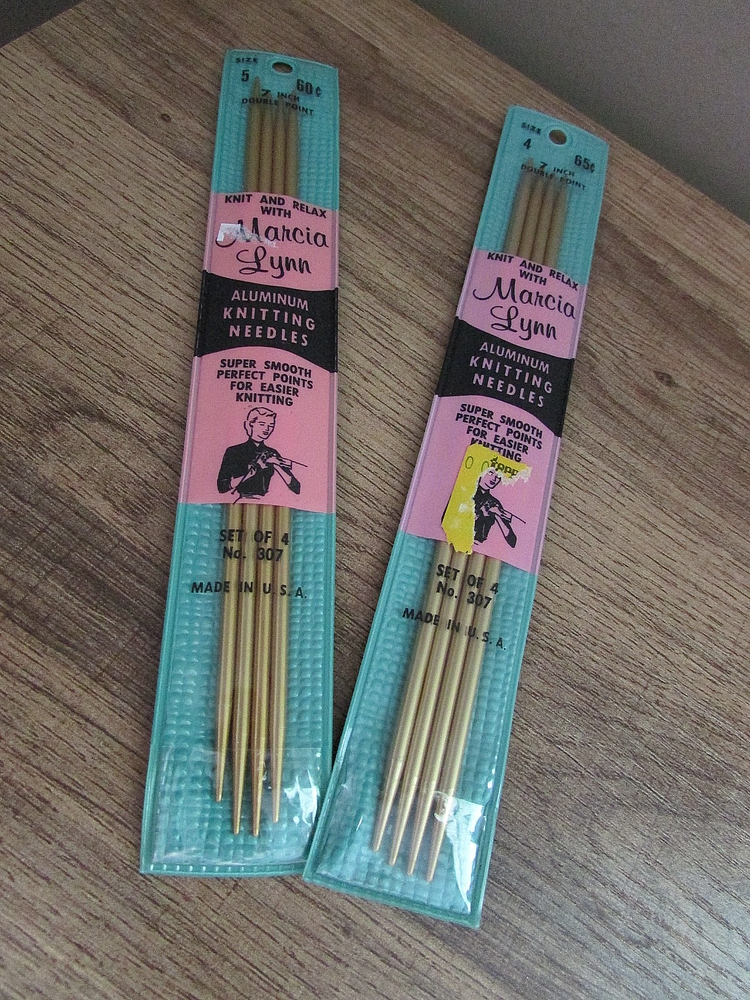 SIZE
5
60¢
7 INCH
DOUBLE POINT
KNIT AND RELAX
WITH
Marcia
Lynn
ALUMINUM
KNITTING
NEEDLES
SUPER SMOOTH
PERFECT POINTS
FOR EASIER
KNITTING
SET OF 4
No. 307
MADE IN U.S.A.
SIZE
4
65¢
7 INCH
DOUBLE POINT
KNIT AND RELAX
WITH
Marcia
Lynn
ALUMINUM
KNITTING
NEEDLES
SUPER SMOOTH
PERFECT POINTS
FOR EASIER
KNITTING
SET OF 4
No. 307
MADE IN U.S.A.